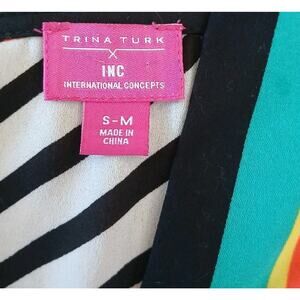 TRINA TURK
X
INC
INTERNATIONAL CONCEPTS
S-M
MADE IN
CHINA